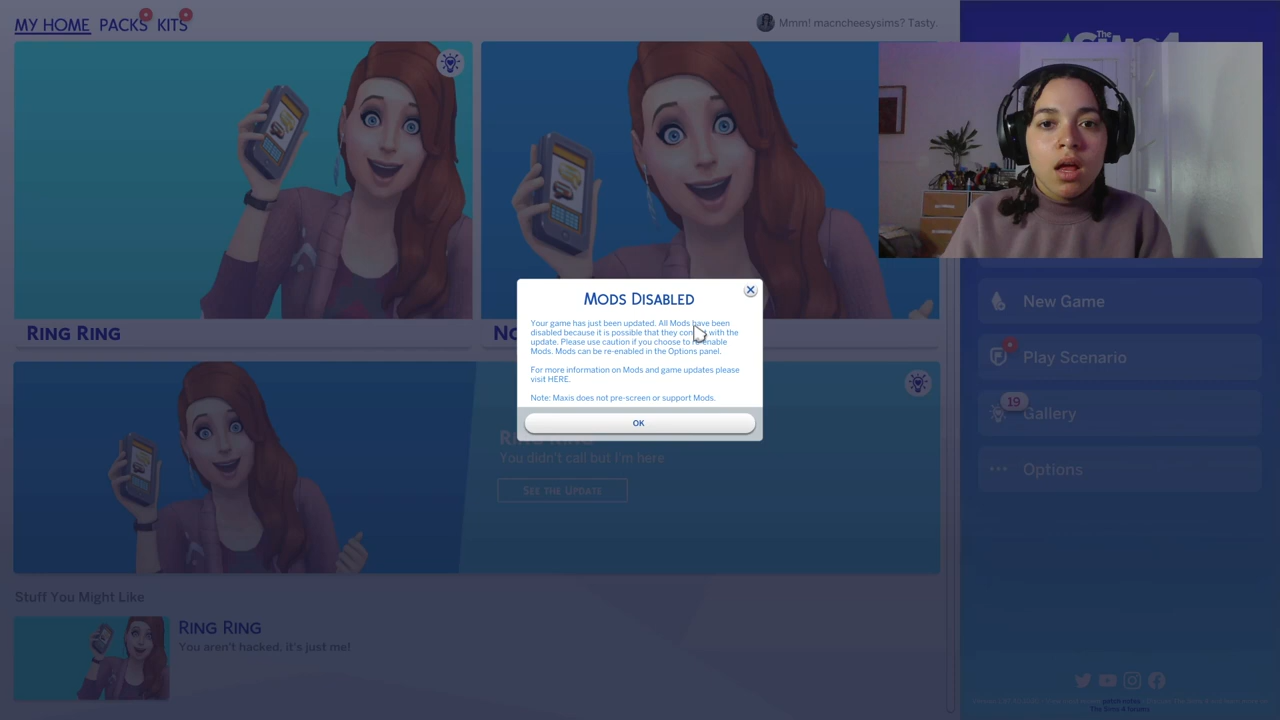 MY HOME PACKS KITS
Mmm! macncheesysims? Tasty.
The
RING RING
MODS DISABLED
Your game has just been updated. All Mods have been
disabled because it is possible that they with the
update. Please use caution if you choose to
Mods. Mods can be re-enabled in the Options panel.
For more information on Mods and game updates please
visit HERE.
Note: Maxis does not pre-screen or support Mods.
OK
You didn't call but I'm here
SEE THE UPDATE
New Game
Play Scenario
19
Gallery
Options
Stuff You Might Like
RING RING
You aren't hacked, it's just me!
The Sims 4 forums